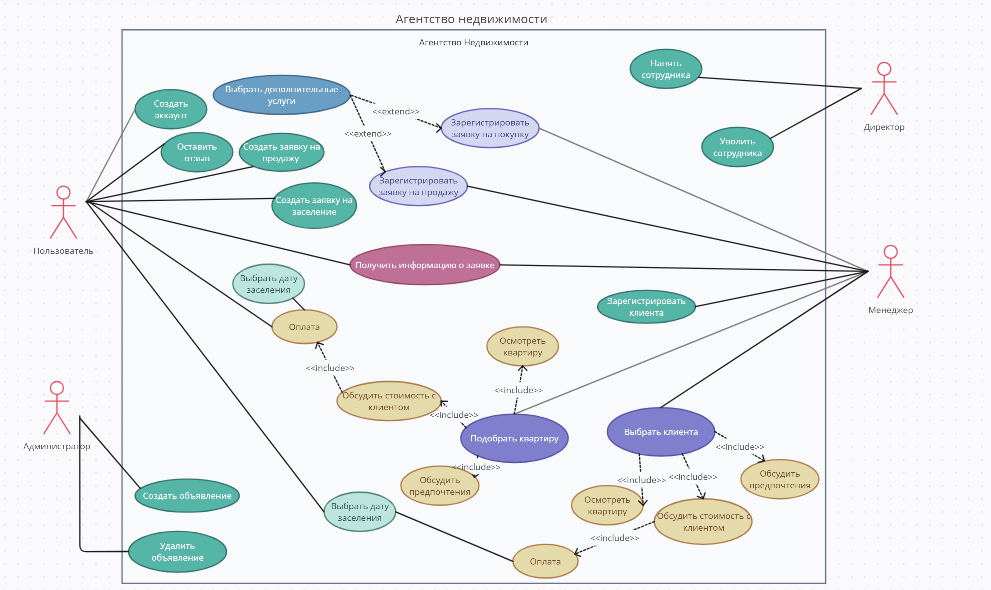 Агентство недвижимости
Агентство Недвижимости
Нанять
сотрудника
Директор
Выбрать дополнительные
услуги
Создать
аккаунт
<<extend>>
<<extend>>
Зарегистрировать
заявку на покупку
Уволить
сотрудника
Оставить
отзыв
Создать заявку на
продажу
Зарегистрировать
заявку на продажу
Создать заявку на
заселение
Пользователь
Получить информацию о заявке
Выбрать дату
заселения
Зарегистрировать
клиента
Менеджер
Оплата
Осмотреть
квартиру
<<include>>
<<include>>
Обсудить стоимость с
клиентом
<<include>>
Подобрать квартиру
Выбрать клиента
<<include>>
Администратор
<<include>>
Обсудить
предпочтения
<<include>>
<<include>>
Обсудить
предпочтения
Создать объявление
Выбрать дату
заселения
Осмотреть
квартиру
Обсудить стоимость с
клиентом
<<include>>
Удалить
объявление
Оплата